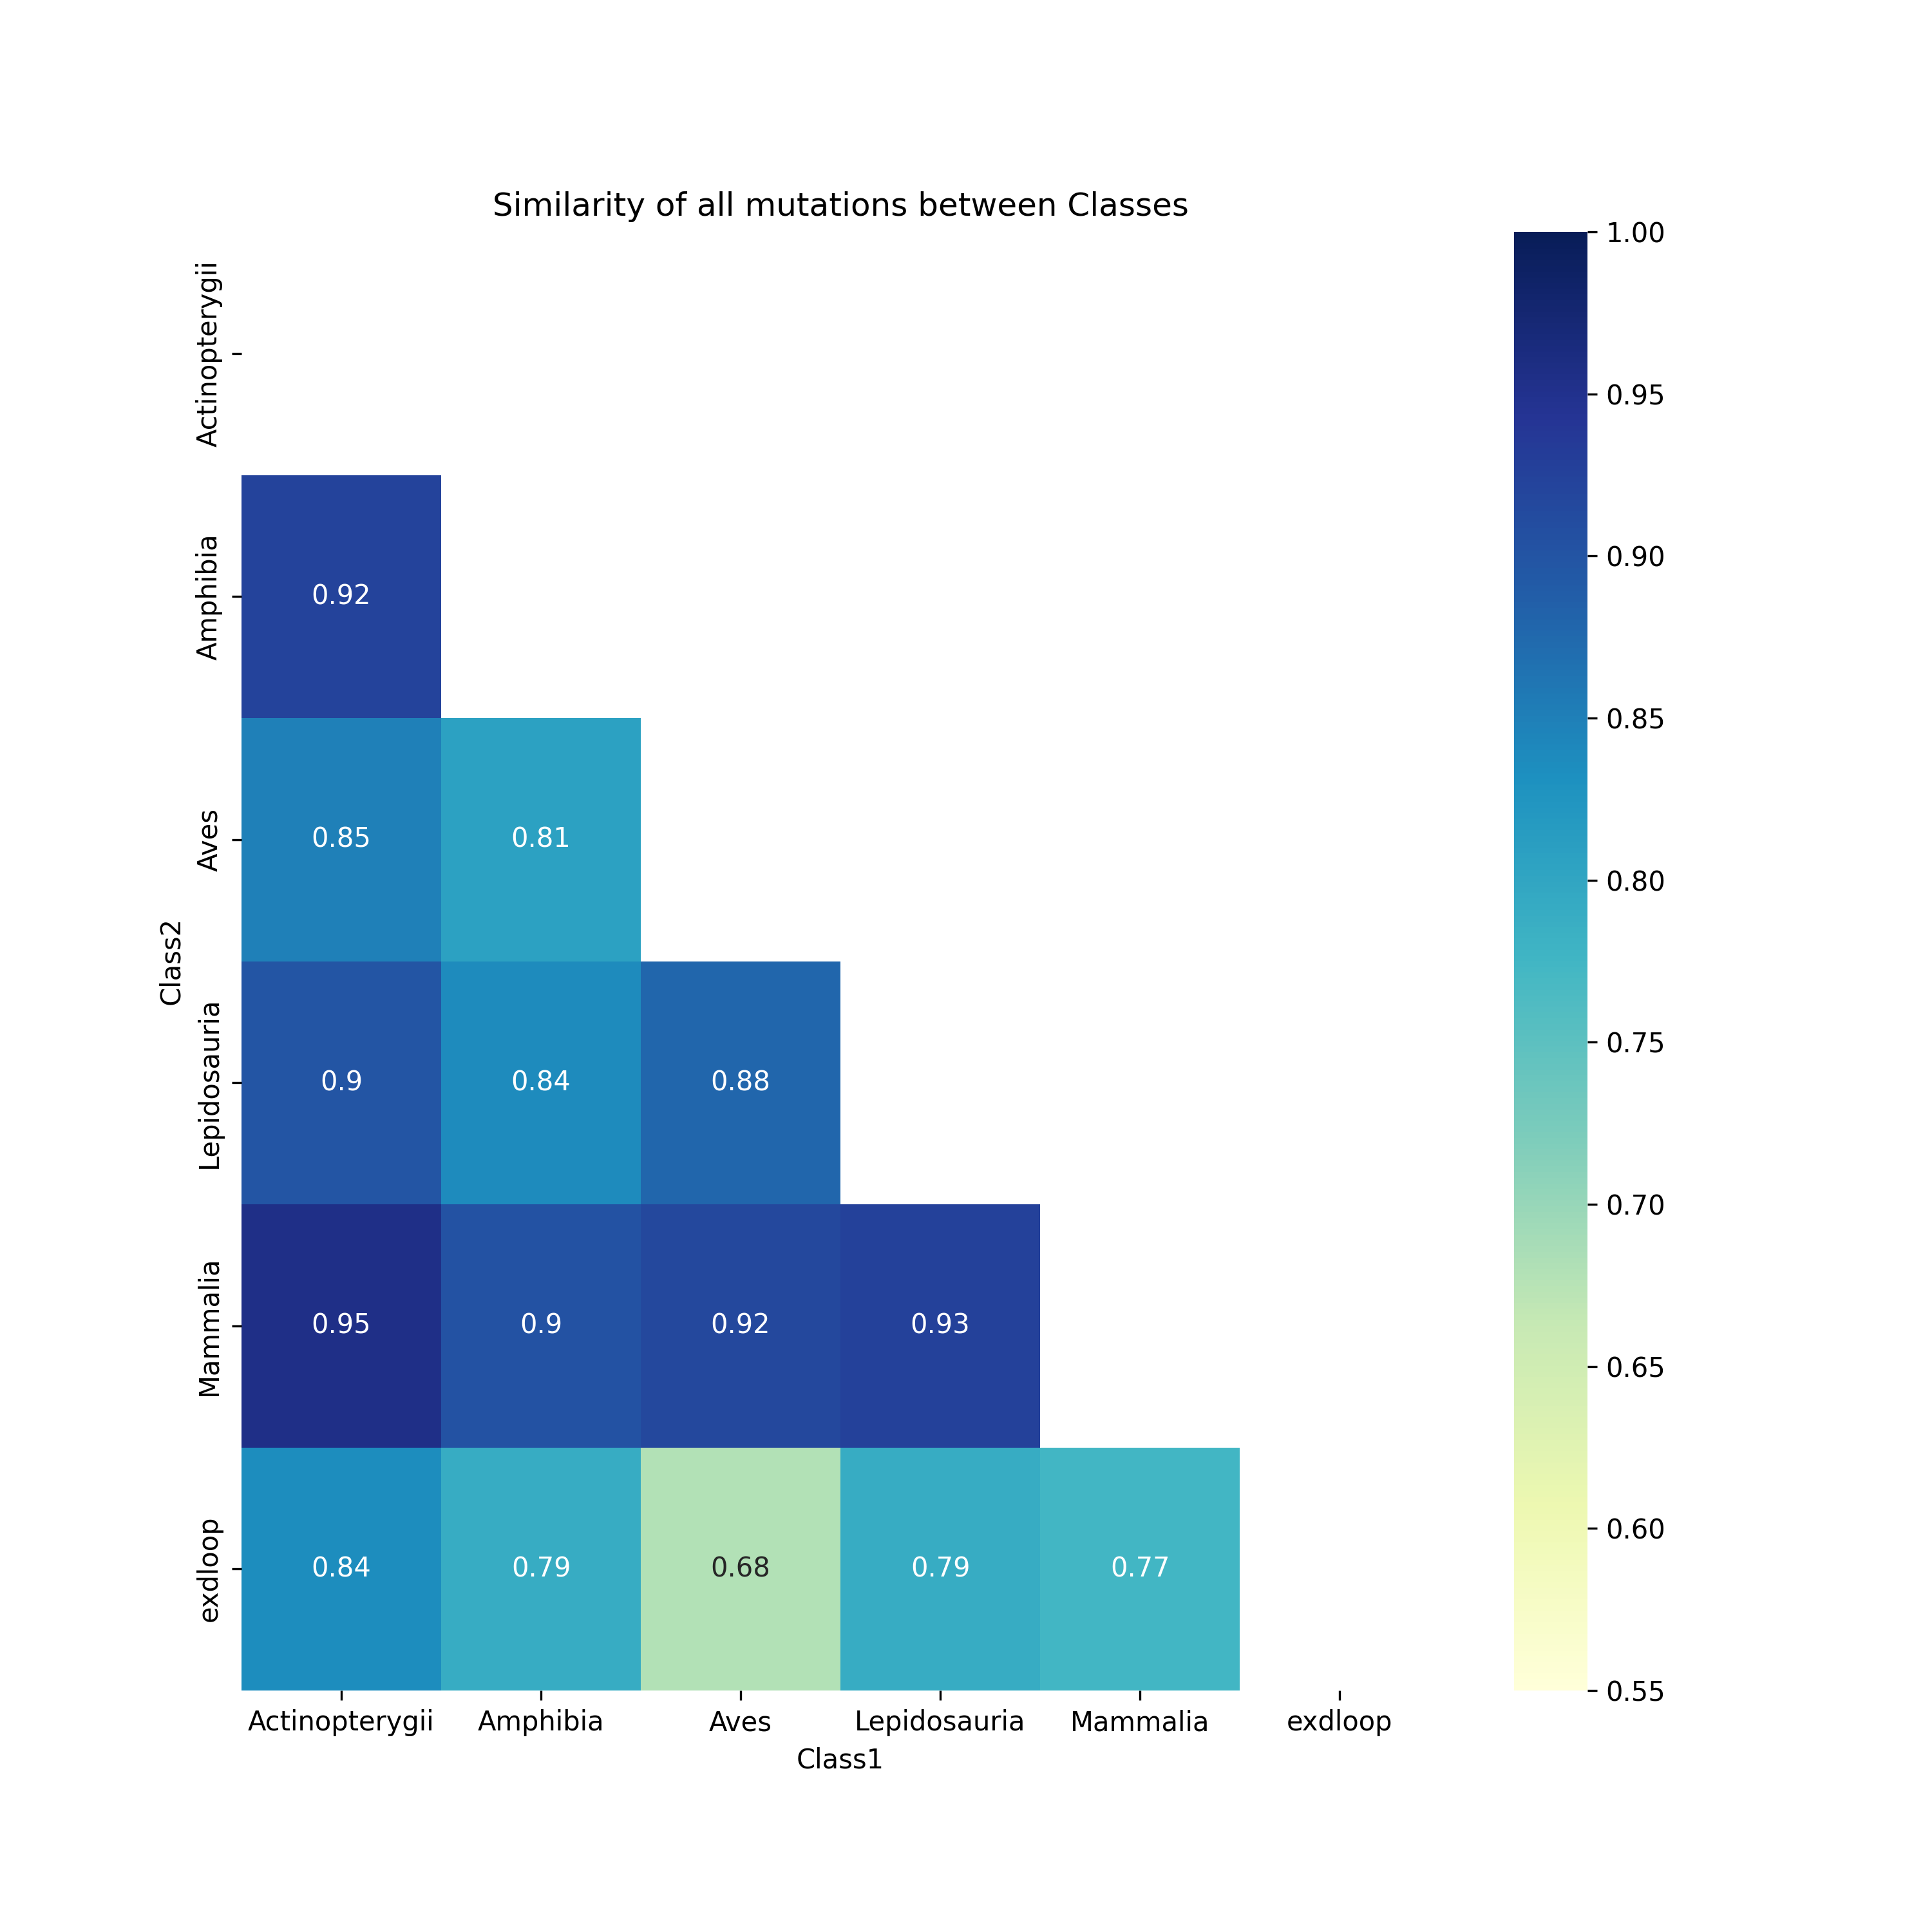 Similarity of all mutations between Classes
Class2
Actinopterygii
Amphibia
0.92
Aves
0.85 0.81
Lepidosauria
0.9 0.84 0.88
Mammalia
0.95 0.9 0.92 0.93
exdloop
0.84 0.79 0.68 0.79 0.77
Actinopterygii Amphibia Aves Lepidosauria Mammalia exdloop
Class1
1.00
0.95
0.90
0.85
0.80
0.75
0.70
0.65
0.60
0.55